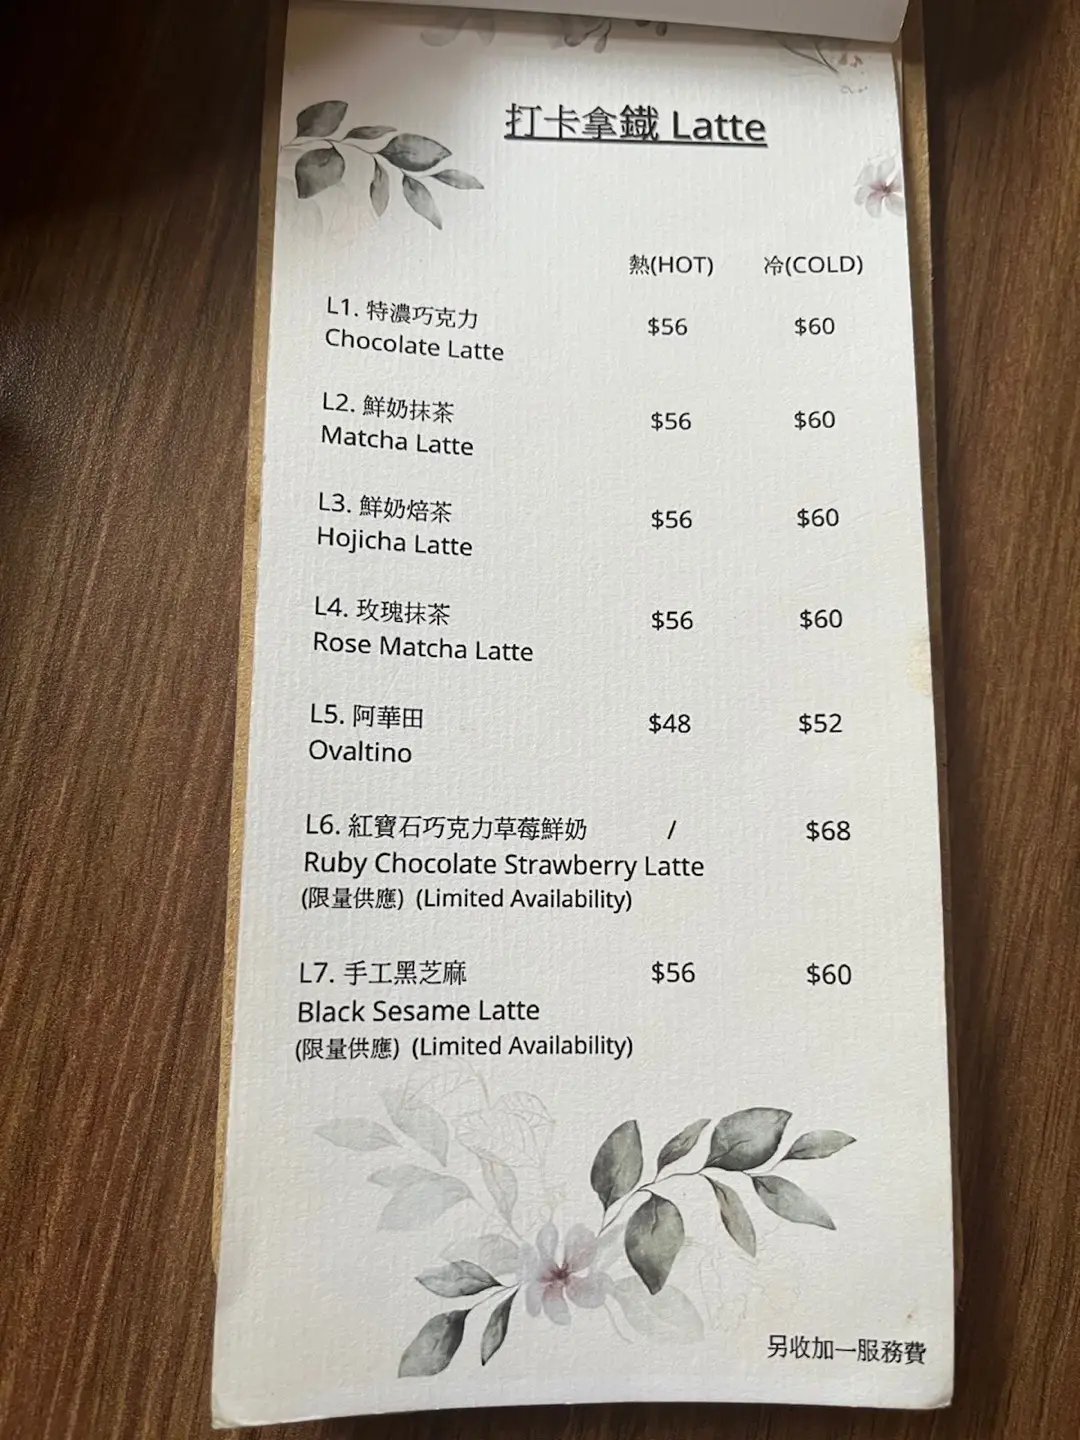 打卡拿鐵 Latte
熱(HOT) 冷(COLD)
L1. 特濃巧克力 $56 $60
Chocolate Latte
L2. 鮮奶抹茶 $56 $60
Matcha Latte
L3. 鮮奶焙茶 $56 $60
Hojicha Latte
L4. 玫瑰抹茶 $56 $60
Rose Matcha Latte
L5. 阿華田 $48 $52
Ovaltino
L6. 紅寶石巧克力草莓鮮奶 / $68
Ruby Chocolate Strawberry Latte
(限量供應) (Limited Availability)
L7. 手工黑芝麻 $56 $60
Black Sesame Latte
(限量供應) (Limited Availability)
另收加一服務費